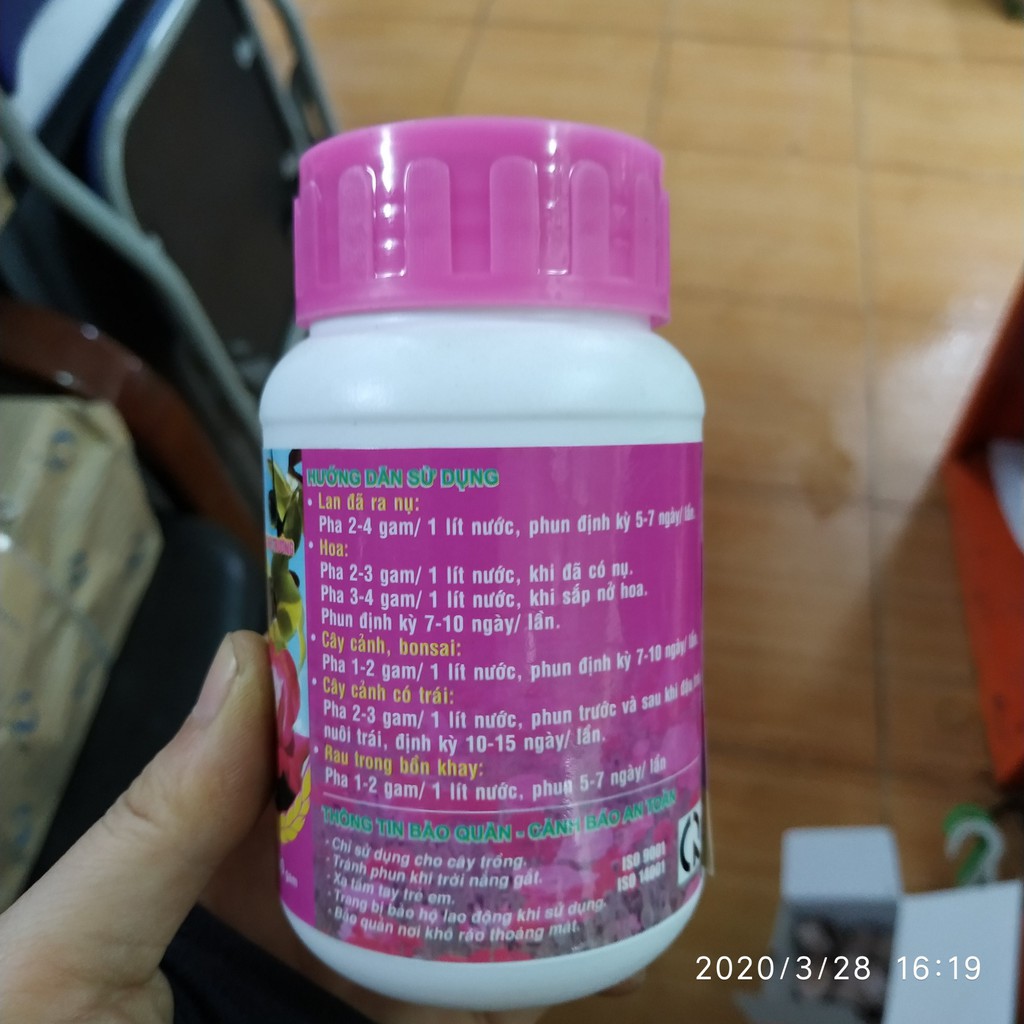 HƯỚNG DẪN SỬ DỤNG
• Lan đã ra nụ:
Pha 2-4 gam/ 1 lít nước, phun định kỳ 5-7 ngày/ lần.
• Hoa:
Pha 2-3 gam/ 1 lít nước, khi đã có nụ.
Pha 3-4 gam/ 1 lít nước, khi sắp nở hoa.
Phun định kỳ 7-10 ngày/ lần.
• Cây cảnh, bonsai:
Pha 1-2 gam/ 1 lít nước, phun định kỳ 7-10 ngày/ lần
• Cây cảnh có trái:
Pha 2-3 gam/ 1 lít nước, phun trước và sau khi đậu
nuôi trái, định kỳ 10-15 ngày/ lần.
• Rau trong bồn khay:
Pha 1-2 gam/ 1 lít nước, phun 5-7 ngày/ lần
THÔNG TIN BẢO QUẢN - CẢNH BÁO AN TOÀN
- Chỉ sử dụng cho cây trồng.
- Tránh phun khi trời nắng gắt.
- Xa tầm tay trẻ em.
- Trang bị bảo hộ lao động khi sử dụng.
- Bảo quản nơi khô ráo thoáng mát.
ISO 9001
ISO 14001
gam
2020/3/28 16:19